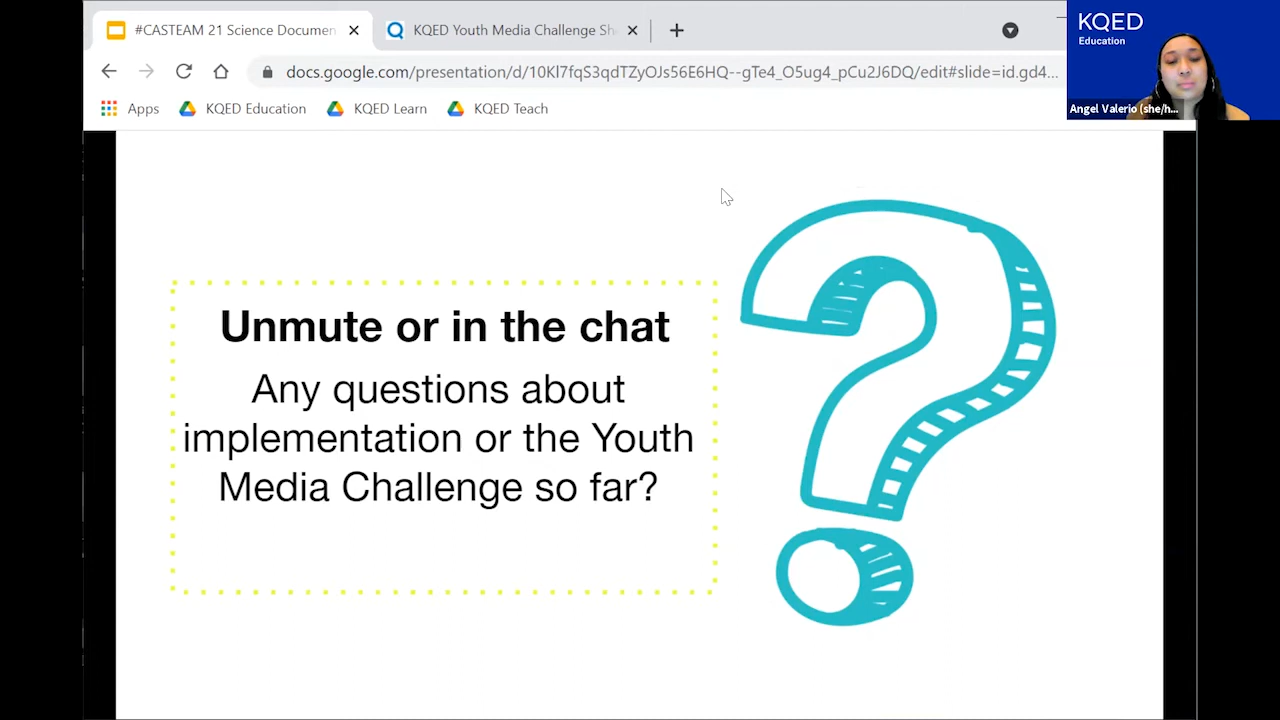 #CASTEAM 21 Science Documen
KQED Youth Media Challenge Sh
docs.google.com/presentation/d/10Kl7fqS3qdTZyOJs56E6HQ--gTe4_O5ug4_pCu2J6DQ/edit#slide=id.gd4...
Apps
KQED Education
KQED Learn
KQED Teach
KQED
Education
Angel Valerio (she/h...
Unmute or in the chat
Any questions about
implementation or the Youth
Media Challenge so far?
?